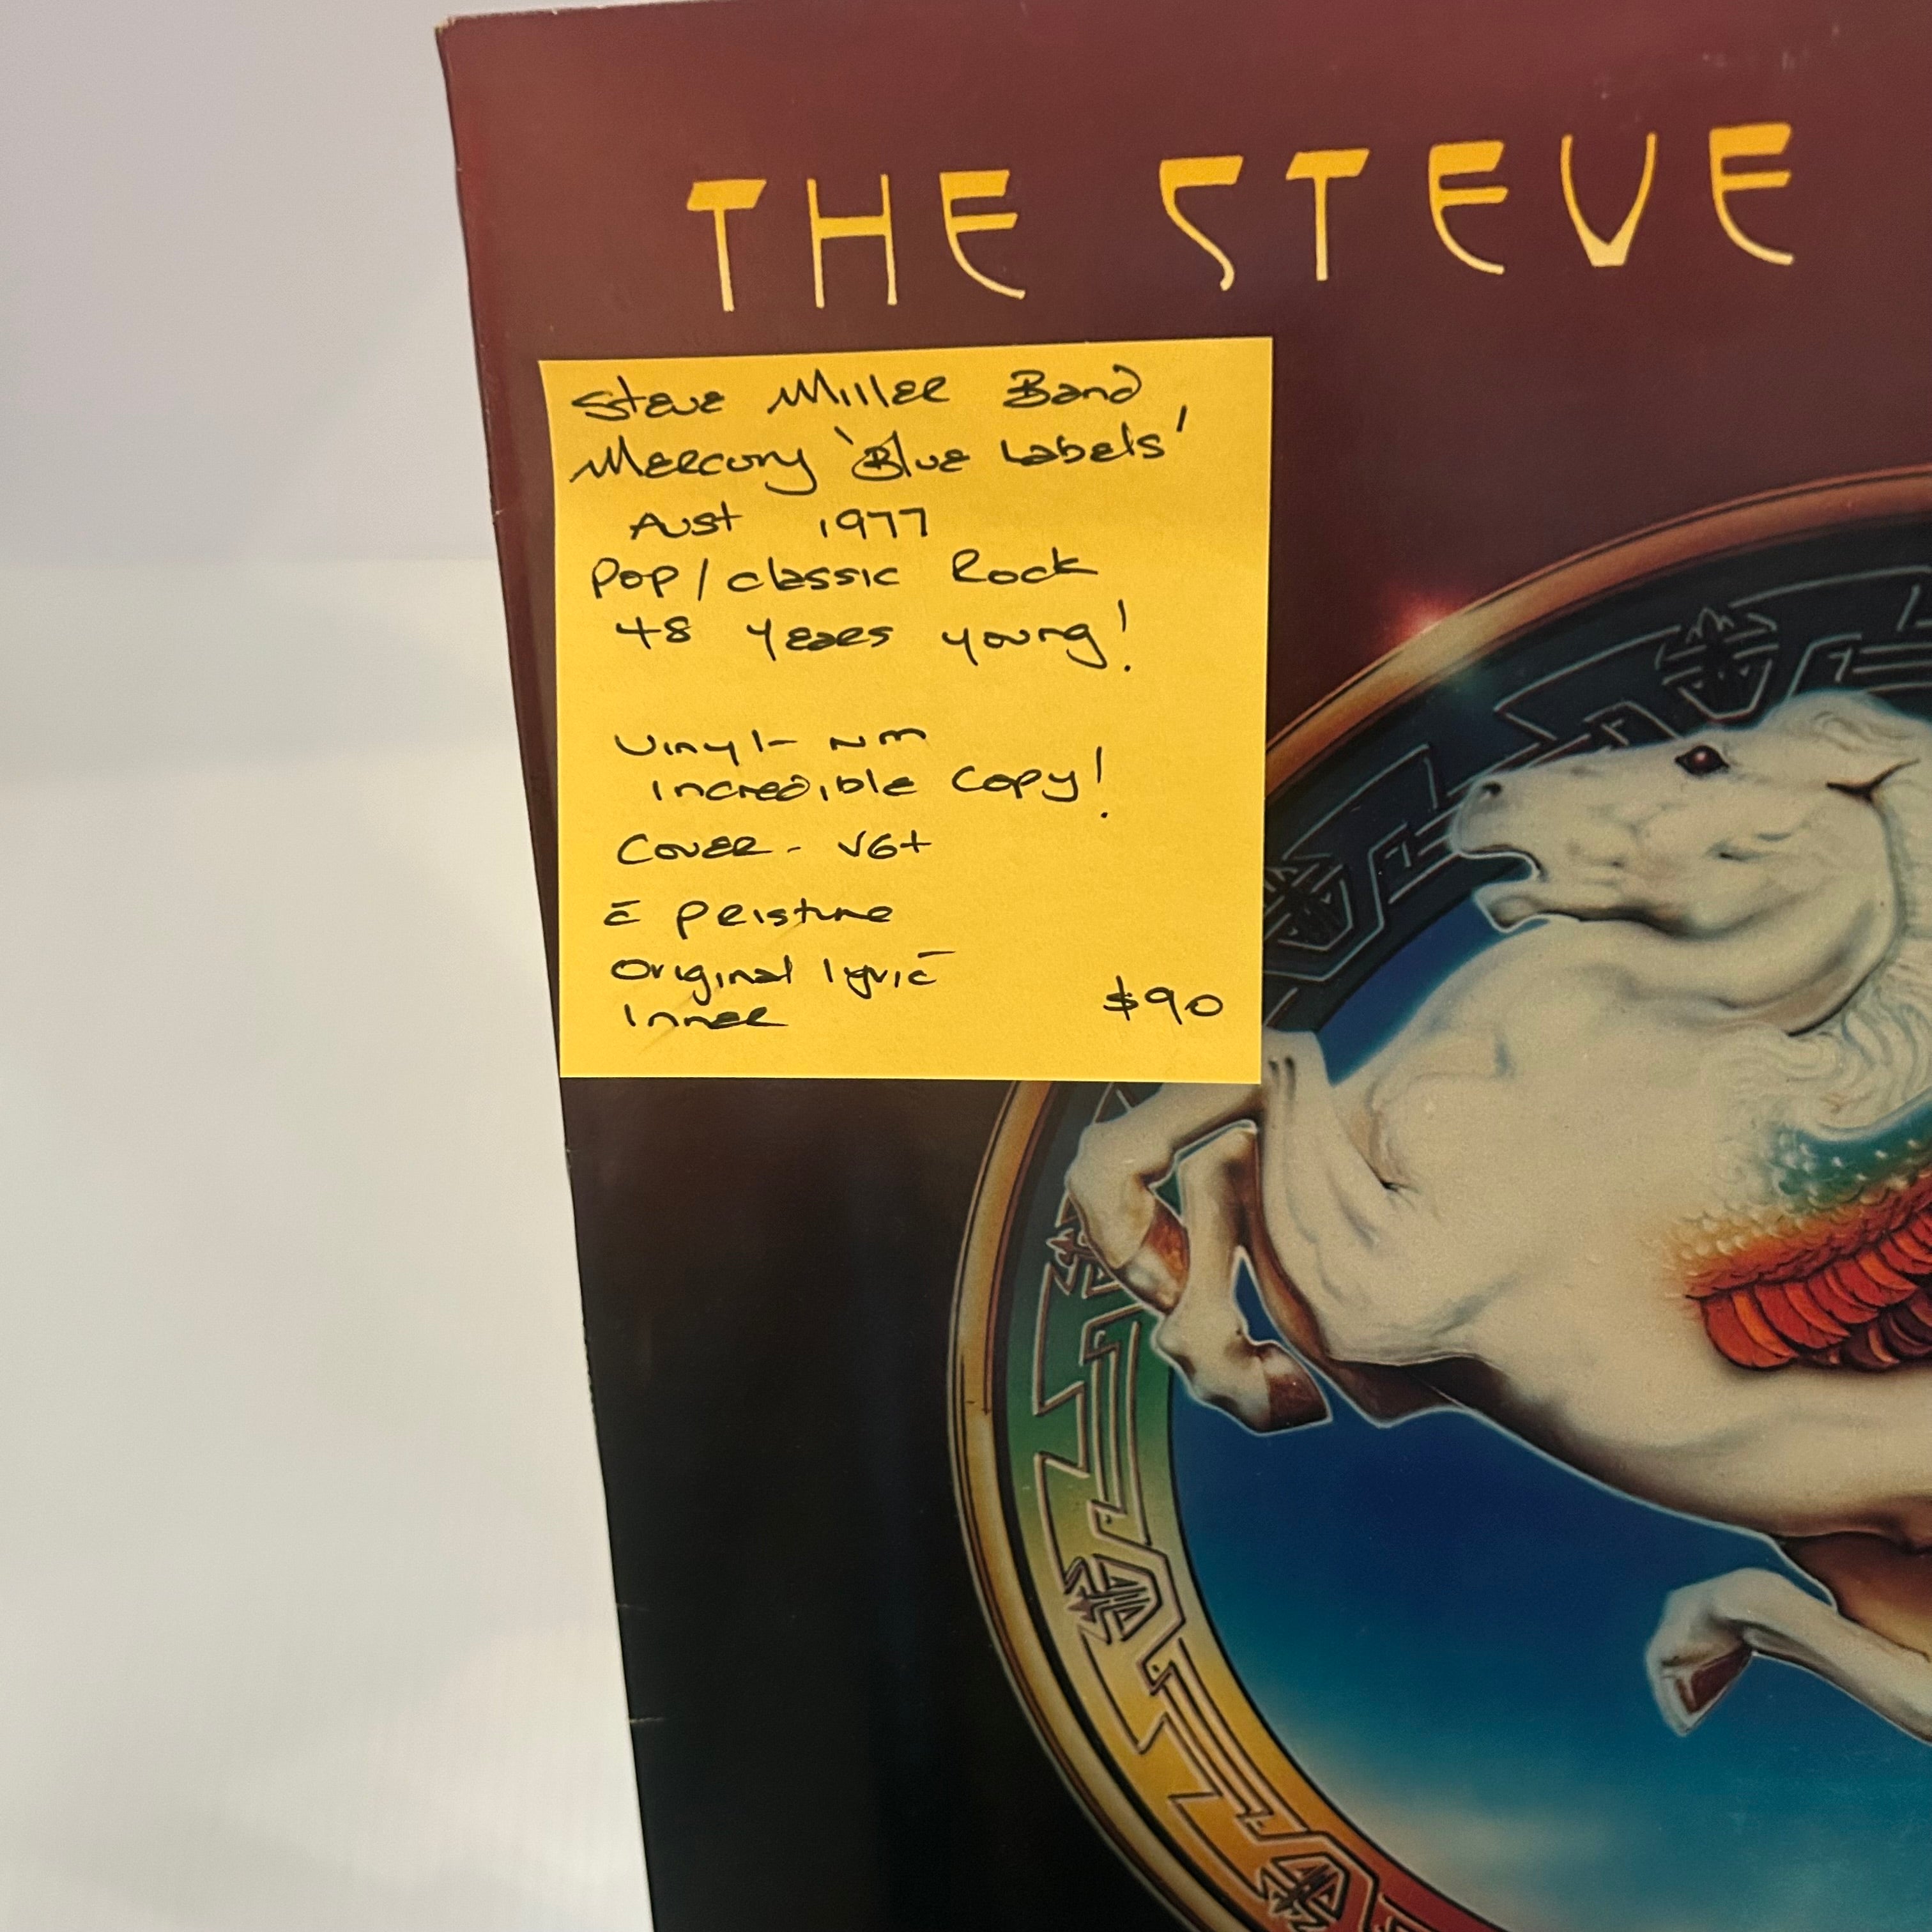 THE STEVE
Steve Miller Band
Mercury 'Blue Labels'
Aust 1977
Pop/classic Rock
48 Years young!
Vinyl- NM
Incredible Copy!
Cover - VG+
c̄ Pristine
Original lyric
Inner
$90